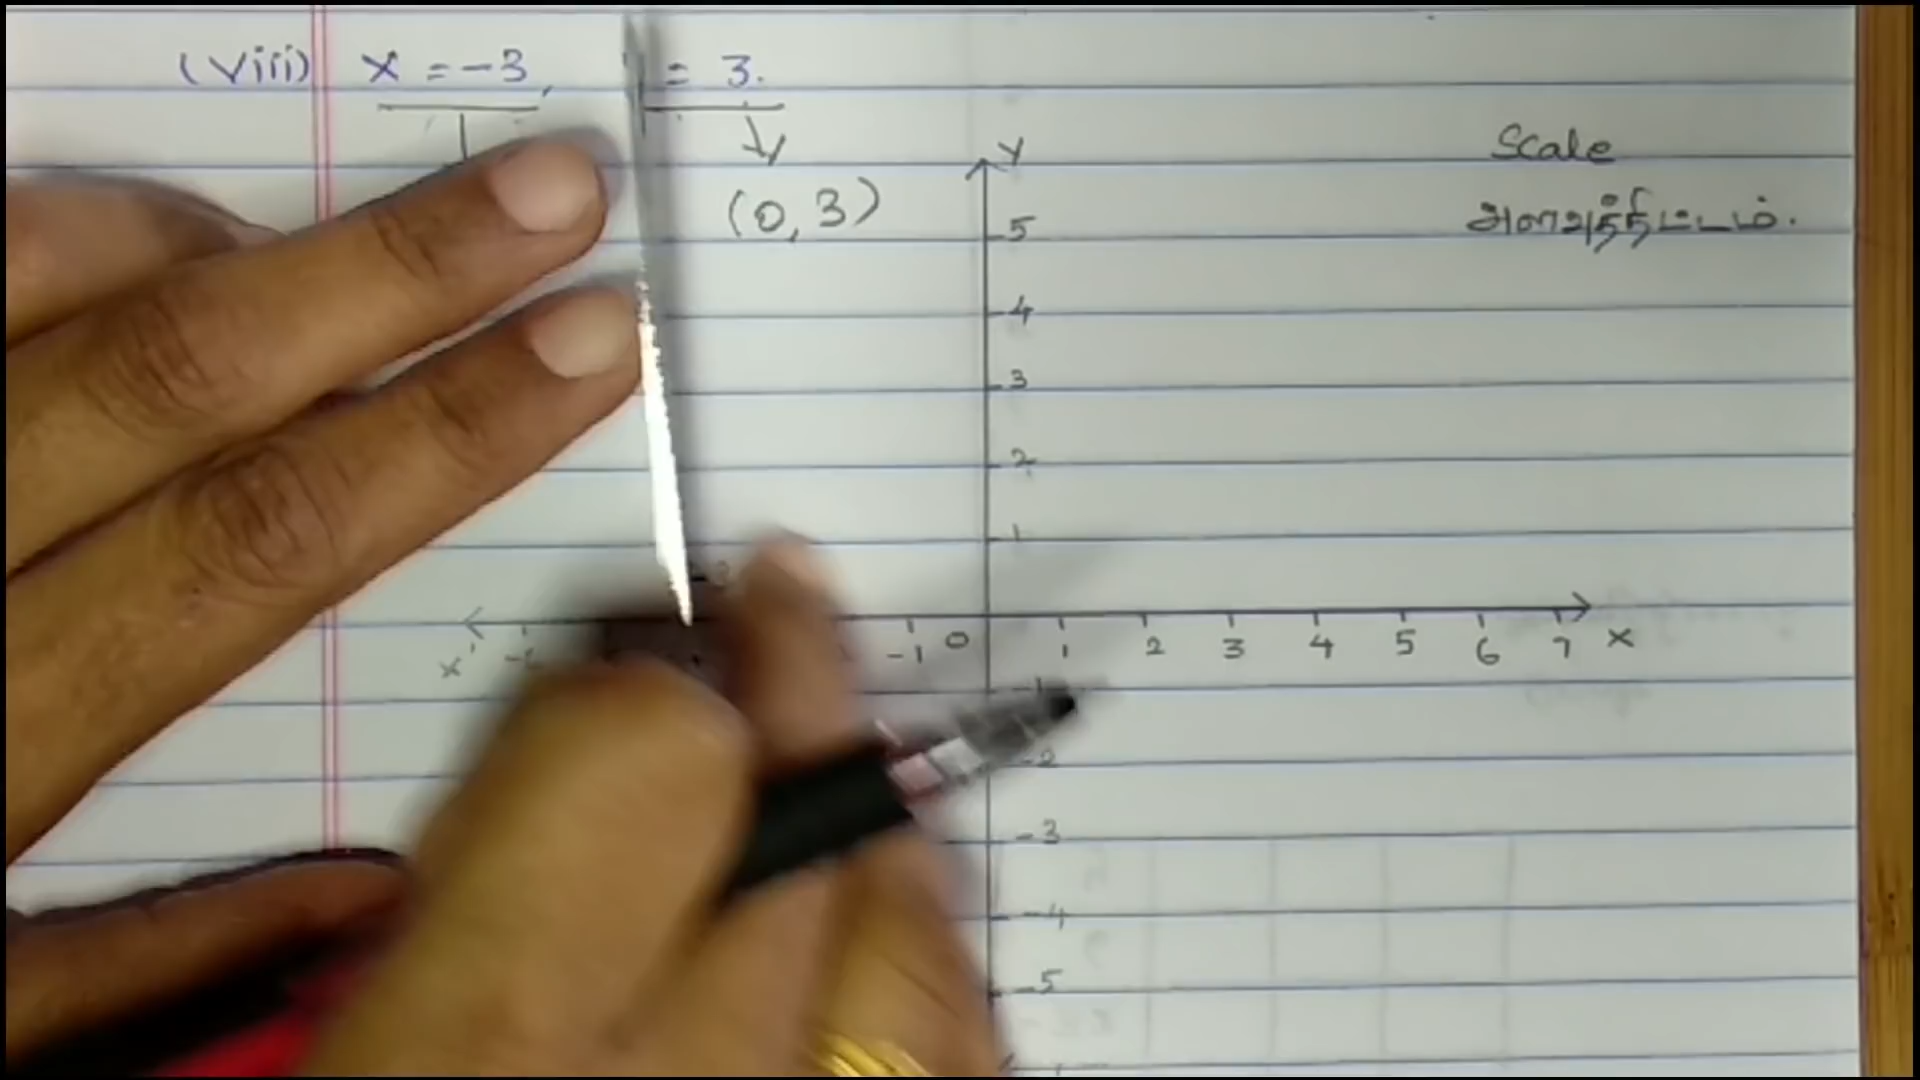 (viii) x = -3, = 3.
(0, 3)
Scale
அளவுத்திட்டம்.
y
5
4
3
2
1
x' -1 0 1 2 3 4 5 6 7 x
-2
-3
-4
-5